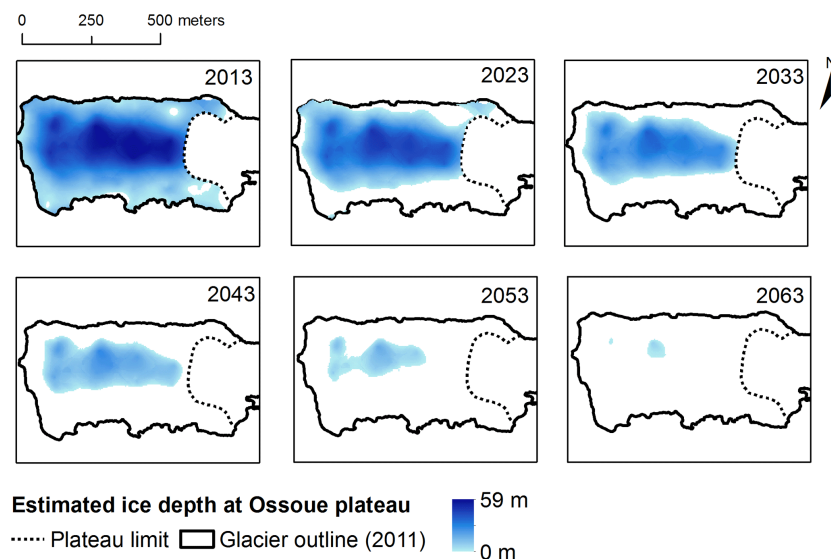 0 250 500 meters
N
2013 2023 2033
2043 2053 2063
Estimated ice depth at Ossoue plateau
59 m
Plateau limit Glacier outline (2011)
0 m